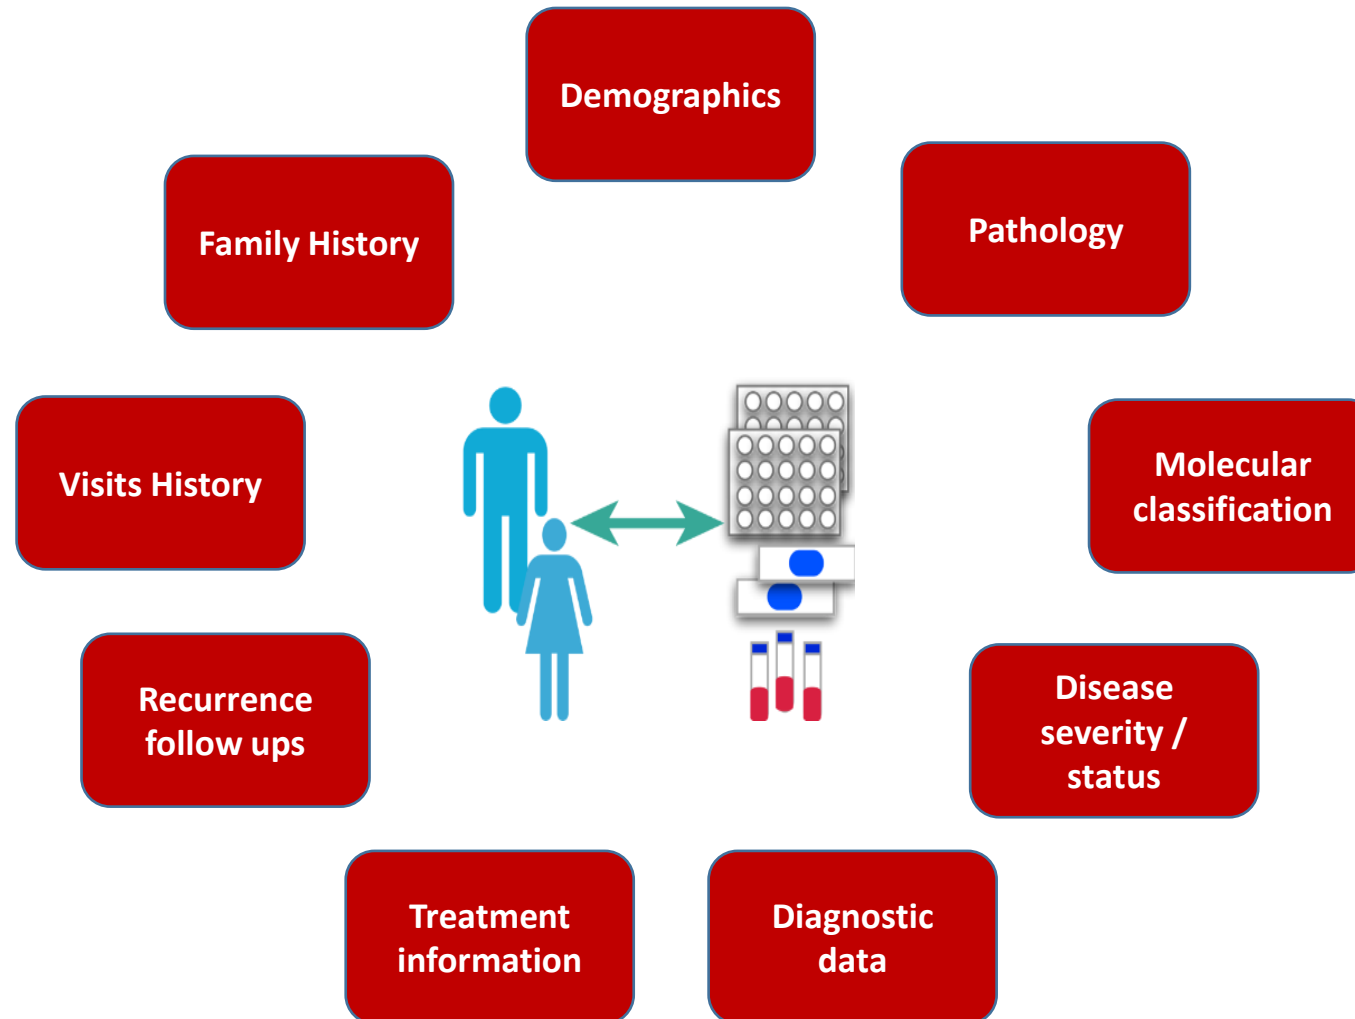 Demographics
Family History
Pathology
Visits History
Molecular
classification
Recurrence
follow ups
Disease
severity /
status
Treatment
information
Diagnostic
data